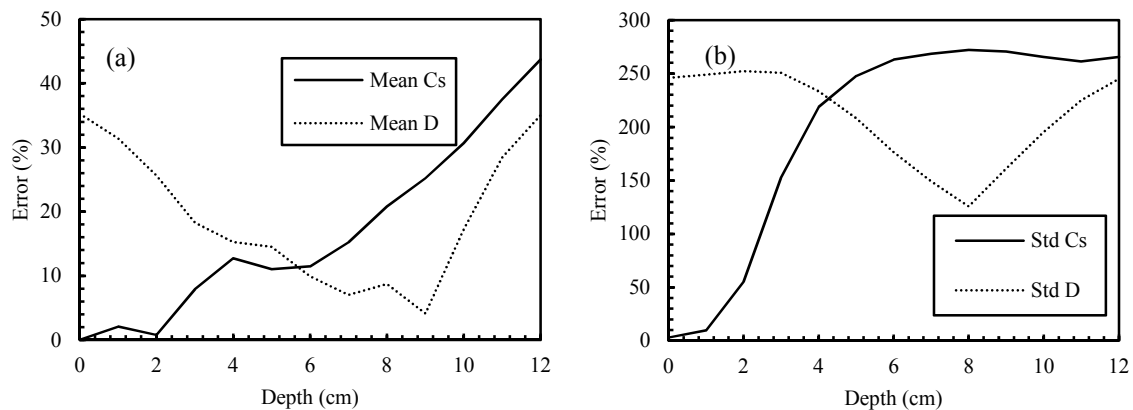 50
40
30
20
10
0
Error (%)
(a)
Mean Cs
Mean D
0 2 4 6 8 10 12
Depth (cm)
300
250
200
150
100
50
0
Error (%)
(b)
Std Cs
Std D
0 2 4 6 8 10 12
Depth (cm)